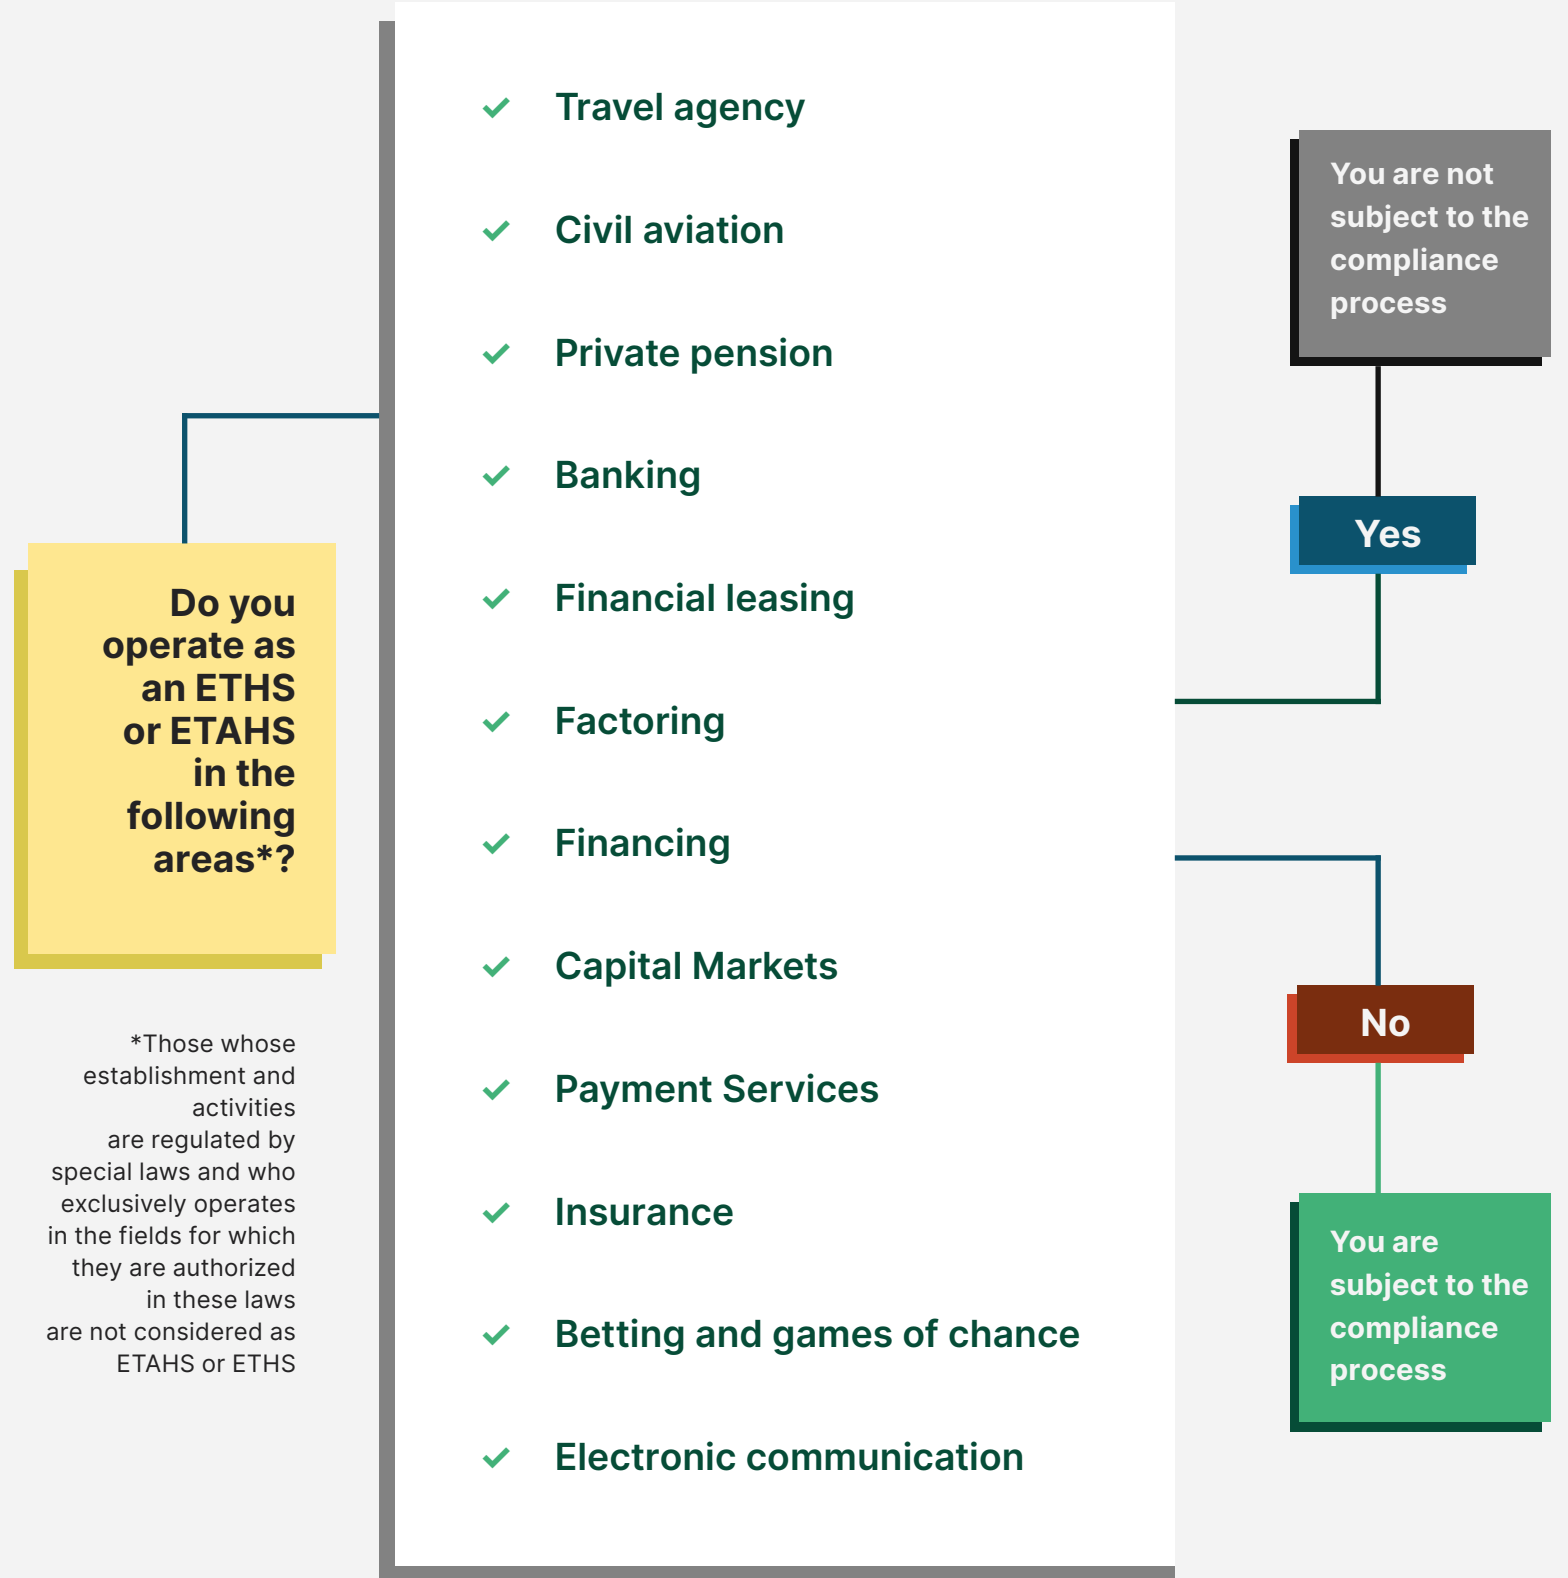 Do you
operate as
an ETHS
or ETAHS
in the
following
areas*?
*Those whose
establishment and
activities
are regulated by
special laws and who
exclusively operates
in the fields for which
they are authorized
in these laws
are not considered as
ETAHS or ETHS
Travel agency
Civil aviation
Private pension
Banking
Financial leasing
Factoring
Financing
Capital Markets
Payment Services
Insurance
Betting and games of chance
Electronic communication
You are not
subject to the
compliance
process
Yes
No
You are
subject to the
compliance
process